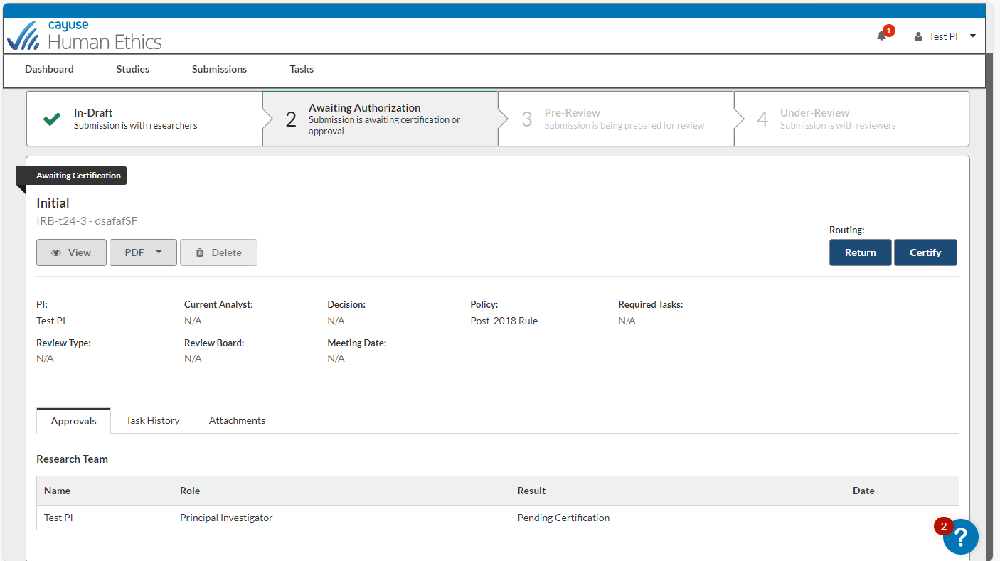 cayuse
Human Ethics
1
Test PI
Dashboard Studies Submissions Tasks
In-Draft
Submission is with researchers
2
Awaiting Authorization
Submission is awaiting certification or
approval
3
Pre-Review
Submission is being prepared for review
4
Under-Review
Submission is with reviewers
Awaiting Certification
Initial
IRB-t24-3 - dsafafSF
Routing:
View PDF Delete Return Certify
PI: Current Analyst: Decision: Policy: Required Tasks:
Test PI N/A N/A Post-2018 Rule N/A
Review Type: Review Board: Meeting Date:
N/A N/A N/A
Approvals Task History Attachments
Research Team
Name Role Result Date
Test PI Principal Investigator Pending Certification
2
?